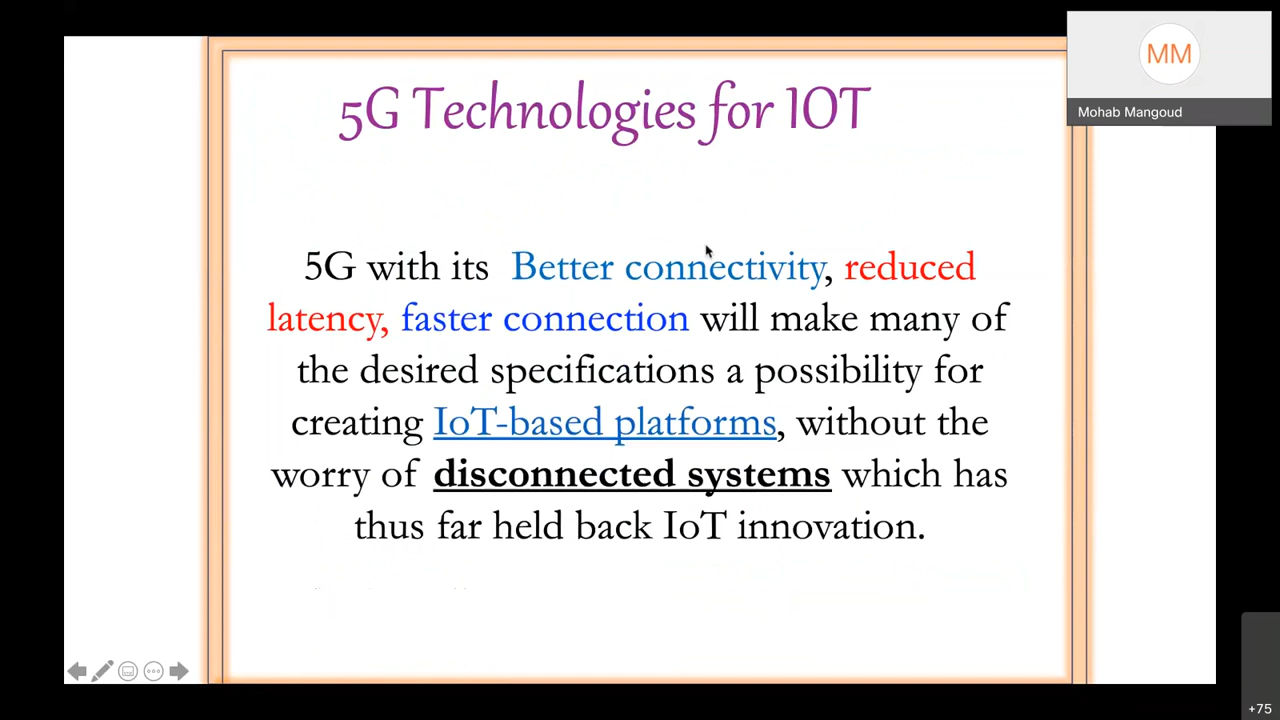 5G Technologies for IOT
MM
Mohab Mangoud
5G with its Better connectivity, reduced
latency, faster connection will make many of
the desired specifications a possibility for
creating IoT-based platforms, without the
worry of disconnected systems which has
thus far held back IoT innovation.
+75